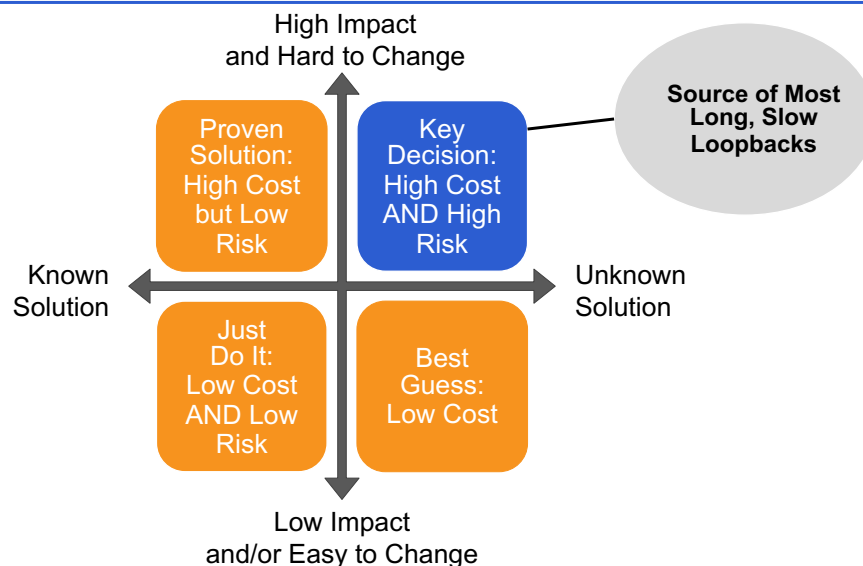 High Impact
and Hard to Change
Source of Most
Long, Slow
Loopbacks
Proven
Solution:
High Cost
but Low
Risk
Key
Decision:
High Cost
AND High
Risk
Known
Solution
Unknown
Solution
Just
Do It:
Low Cost
AND Low
Risk
Best
Guess:
Low Cost
Low Impact
and/or Easy to Change